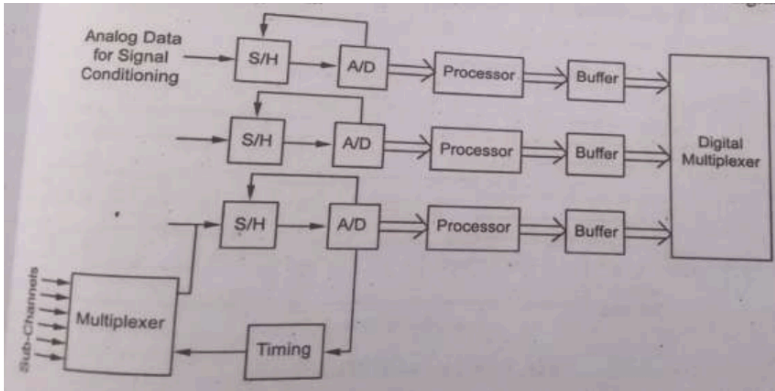 Analog Data
for Signal
Conditioning
S/H
A/D
Processor
Buffer
S/H
A/D
Processor
Buffer
Digital
Multiplexer
S/H
A/D
Processor
Buffer
Sub-Channels
Multiplexer
Timing